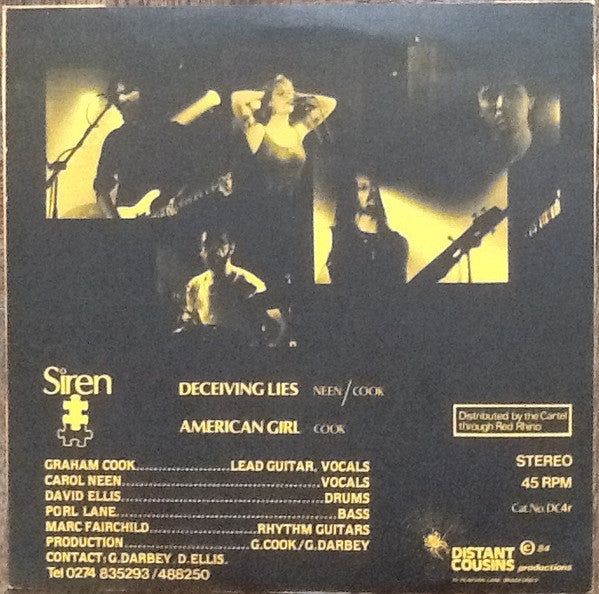 Siren
DECEIVING LIES NEEN/COOK
AMERICAN GIRL COOK
Distributed by the Cartel
through Red Rhino
GRAHAM COOK..............................LEAD GUITAR, VOCALS
CAROL NEEN..............................VOCALS
DAVID ELLIS..............................DRUMS
PORL LANE..............................BASS
MARC FAIRCHILD..............................RHYTHM GUITARS
PRODUCTION..............................G.COOK/G.DARBEY
CONTACT: G.DARBEY D.ELLIS.
Tel 0274 835293/488250
STEREO
45 RPM
Cat.No. DC4r
DISTANT © 84
COUSINS productions